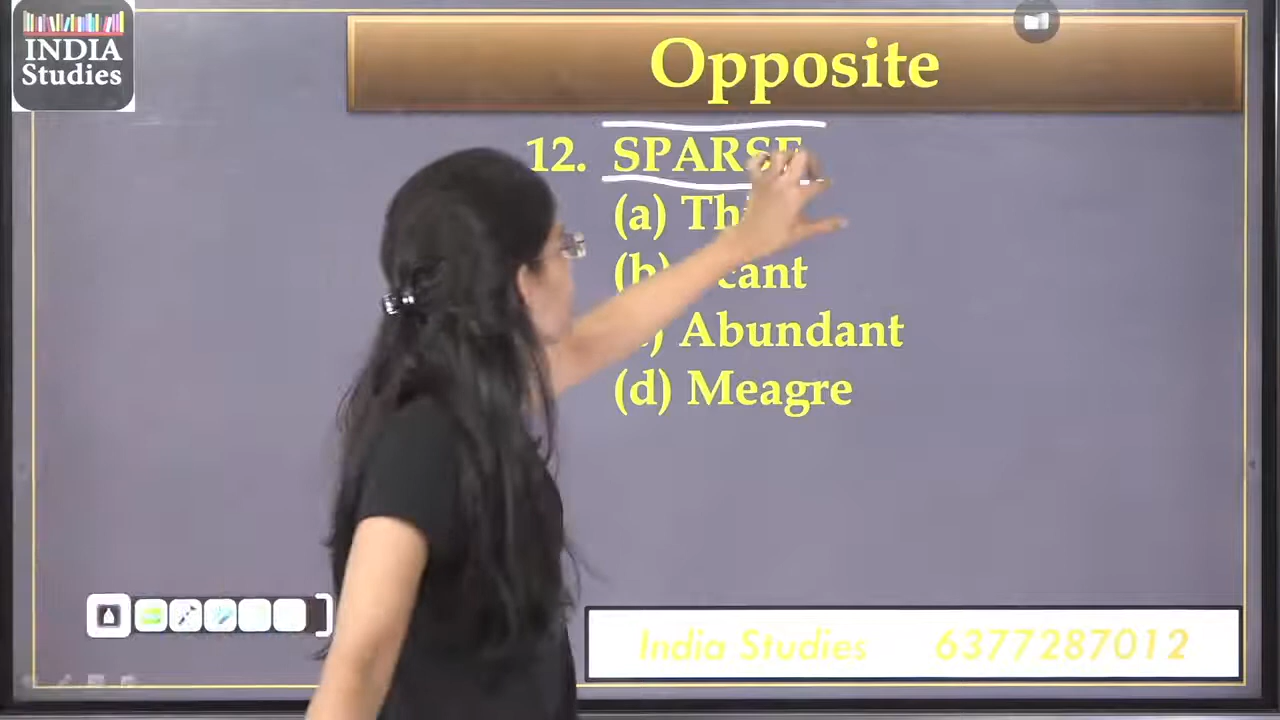 INDIA
Studies
Opposite
12. SPARSE
(a)
(b)
Abundant
(d) Meagre
India Studies 6377287012